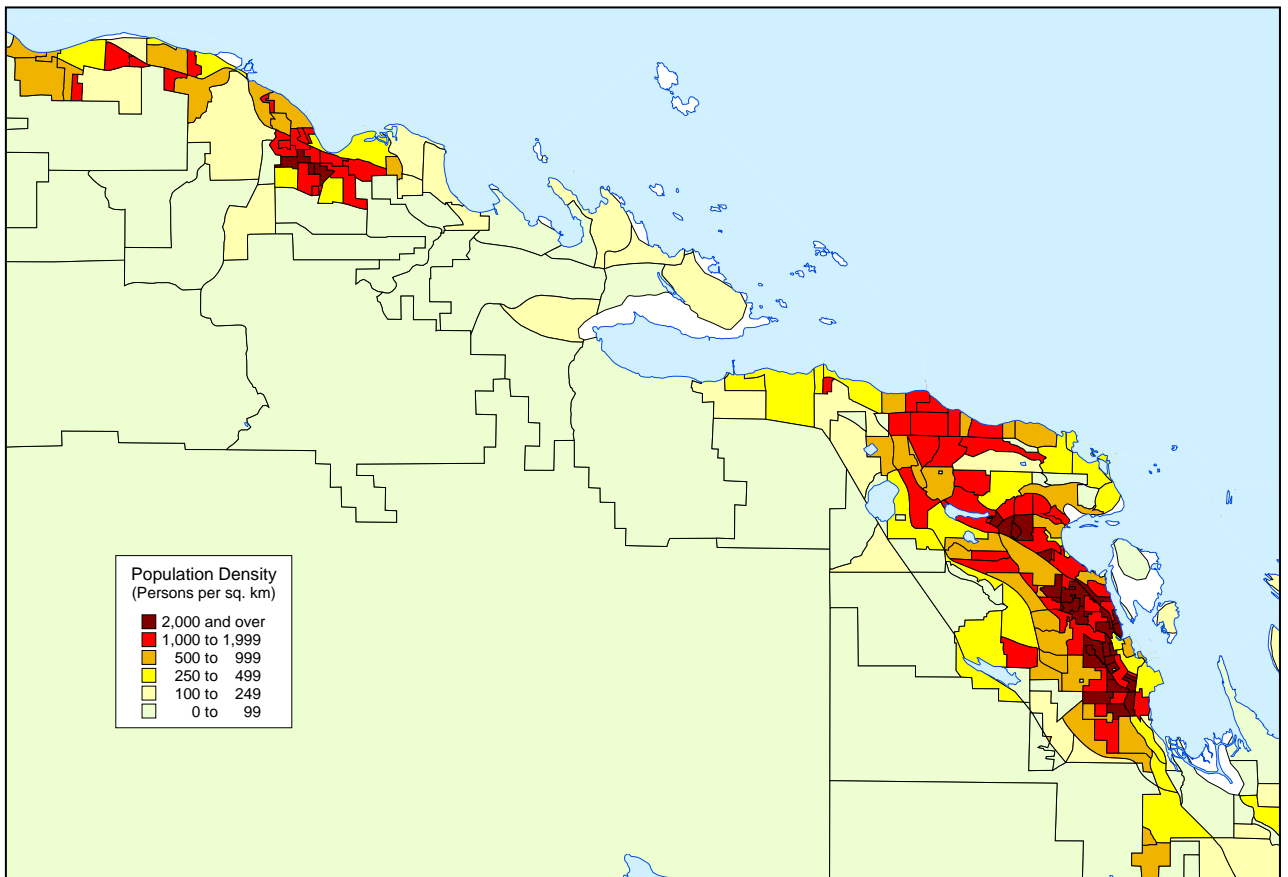 Population Density
(Persons per sq. km)
2,000 and over
1,000 to 1,999
500 to 999
250 to 499
100 to 249
0 to 99